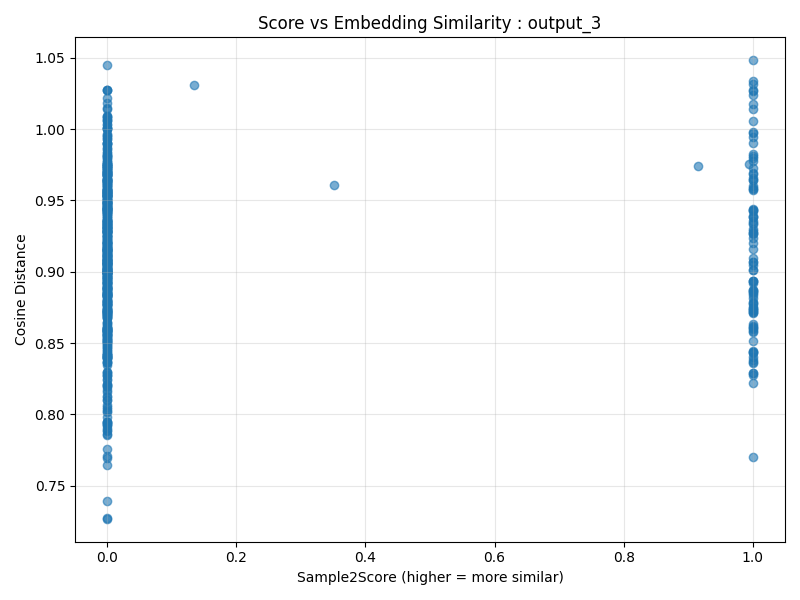 Score vs Embedding Similarity : output_3
1.05
1.00
0.95
0.90
0.85
0.80
0.75
Cosine Distance
0.0 0.2 0.4 0.6 0.8 1.0
Sample2Score (higher = more similar)